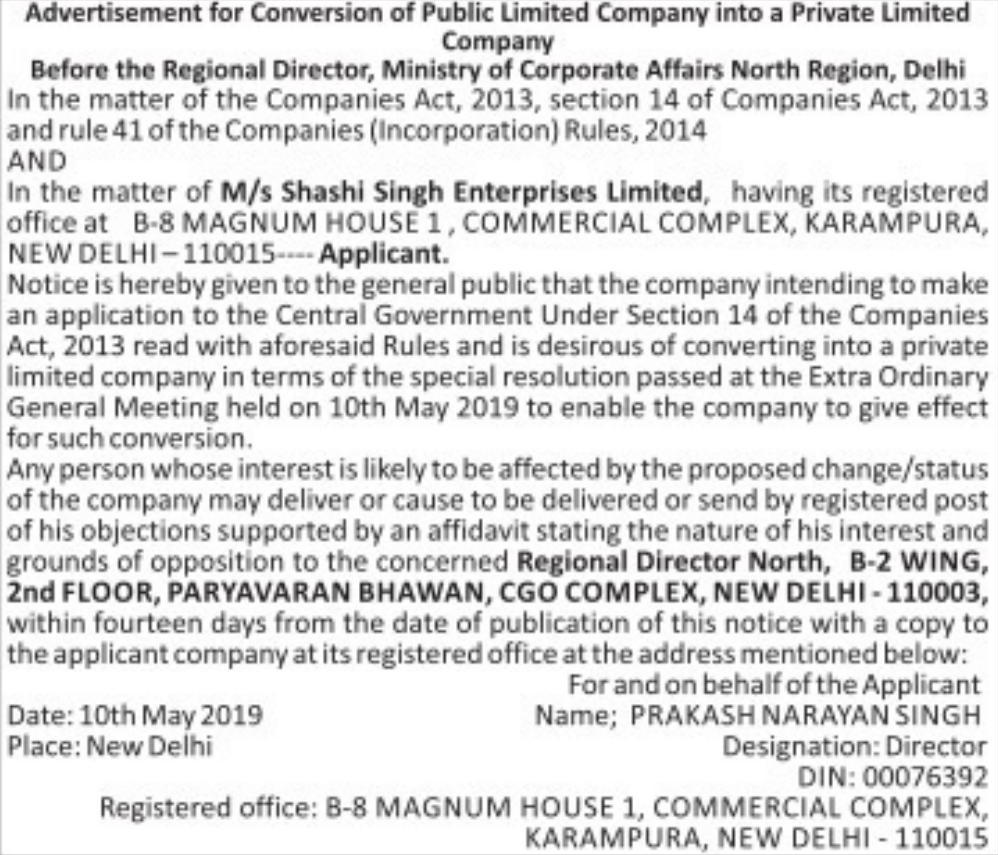 Advertisement for Conversion of Public Limited Company into a Private Limited
Company
Before the Regional Director, Ministry of Corporate Affairs North Region, Delhi
In the matter of the Companies Act, 2013, section 14 of Companies Act, 2013
and rule 41 of the Companies (Incorporation) Rules, 2014
AND
In the matter of M/s Shashi Singh Enterprises Limited, having its registered
office at B-8 MAGNUM HOUSE 1 , COMMERCIAL COMPLEX, KARAMPURA,
NEW DELHI – 110015---- Applicant.
Notice is hereby given to the general public that the company intending to make
an application to the Central Government Under Section 14 of the Companies
Act, 2013 read with aforesaid Rules and is desirous of converting into a private
limited company in terms of the special resolution passed at the Extra Ordinary
General Meeting held on 10th May 2019 to enable the company to give effect
for such conversion.
Any person whose interest is likely to be affected by the proposed change/status
of the company may deliver or cause to be delivered or send by registered post
of his objections supported by an affidavit stating the nature of his interest and
grounds of opposition to the concerned Regional Director North, B-2 WING,
2nd FLOOR, PARYAVARAN BHAWAN, CGO COMPLEX, NEW DELHI - 110003,
within fourteen days from the date of publication of this notice with a copy to
the applicant company at its registered office at the address mentioned below:
For and on behalf of the Applicant
Date: 10th May 2019 Name; PRAKASH NARAYAN SINGH
Place: New Delhi Designation: Director
DIN: 00076392
Registered office: B-8 MAGNUM HOUSE 1, COMMERCIAL COMPLEX,
KARAMPURA, NEW DELHI - 110015